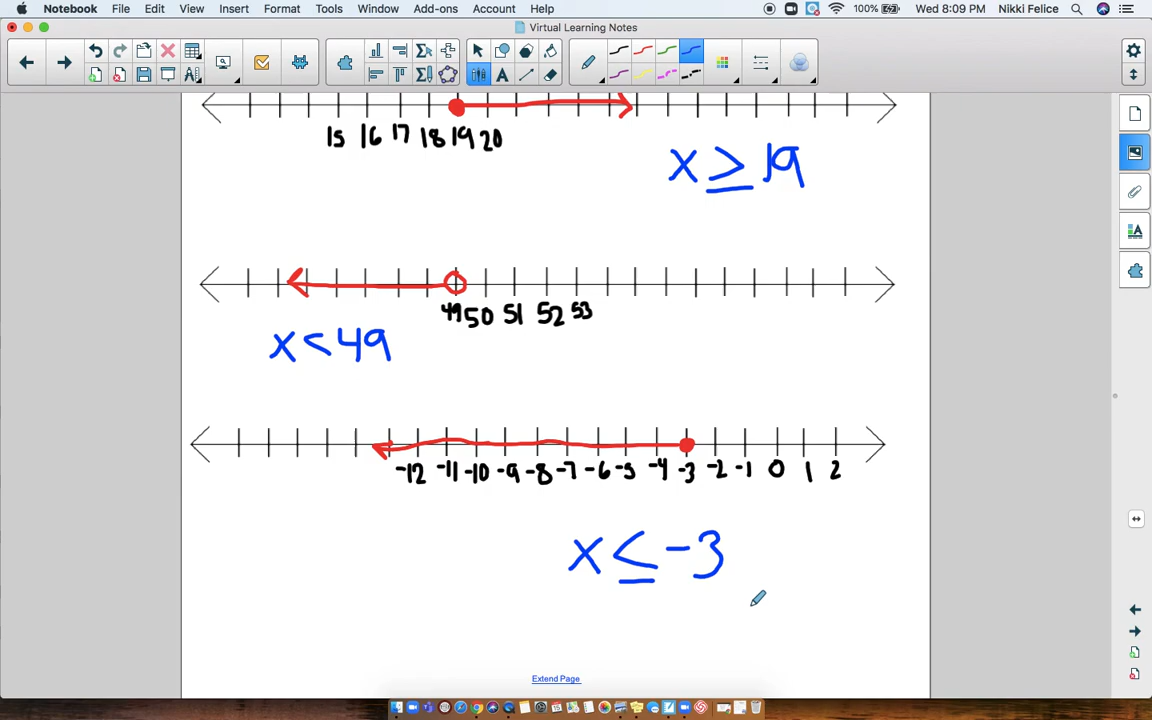 Notebook File Edit View Insert Format Tools Window Add-ons Account Help 100% Wed 8:09 PM Nikki Felice
Virtual Learning Notes
15 16 17 18 19 20
x ≥ 19
49 50 51 52 53
x < 49
-12 -11 -10 -9 -8 -7 -6 -5 -4 -3 -2 -1 0 1 2
x ≤ -3
Extend Page